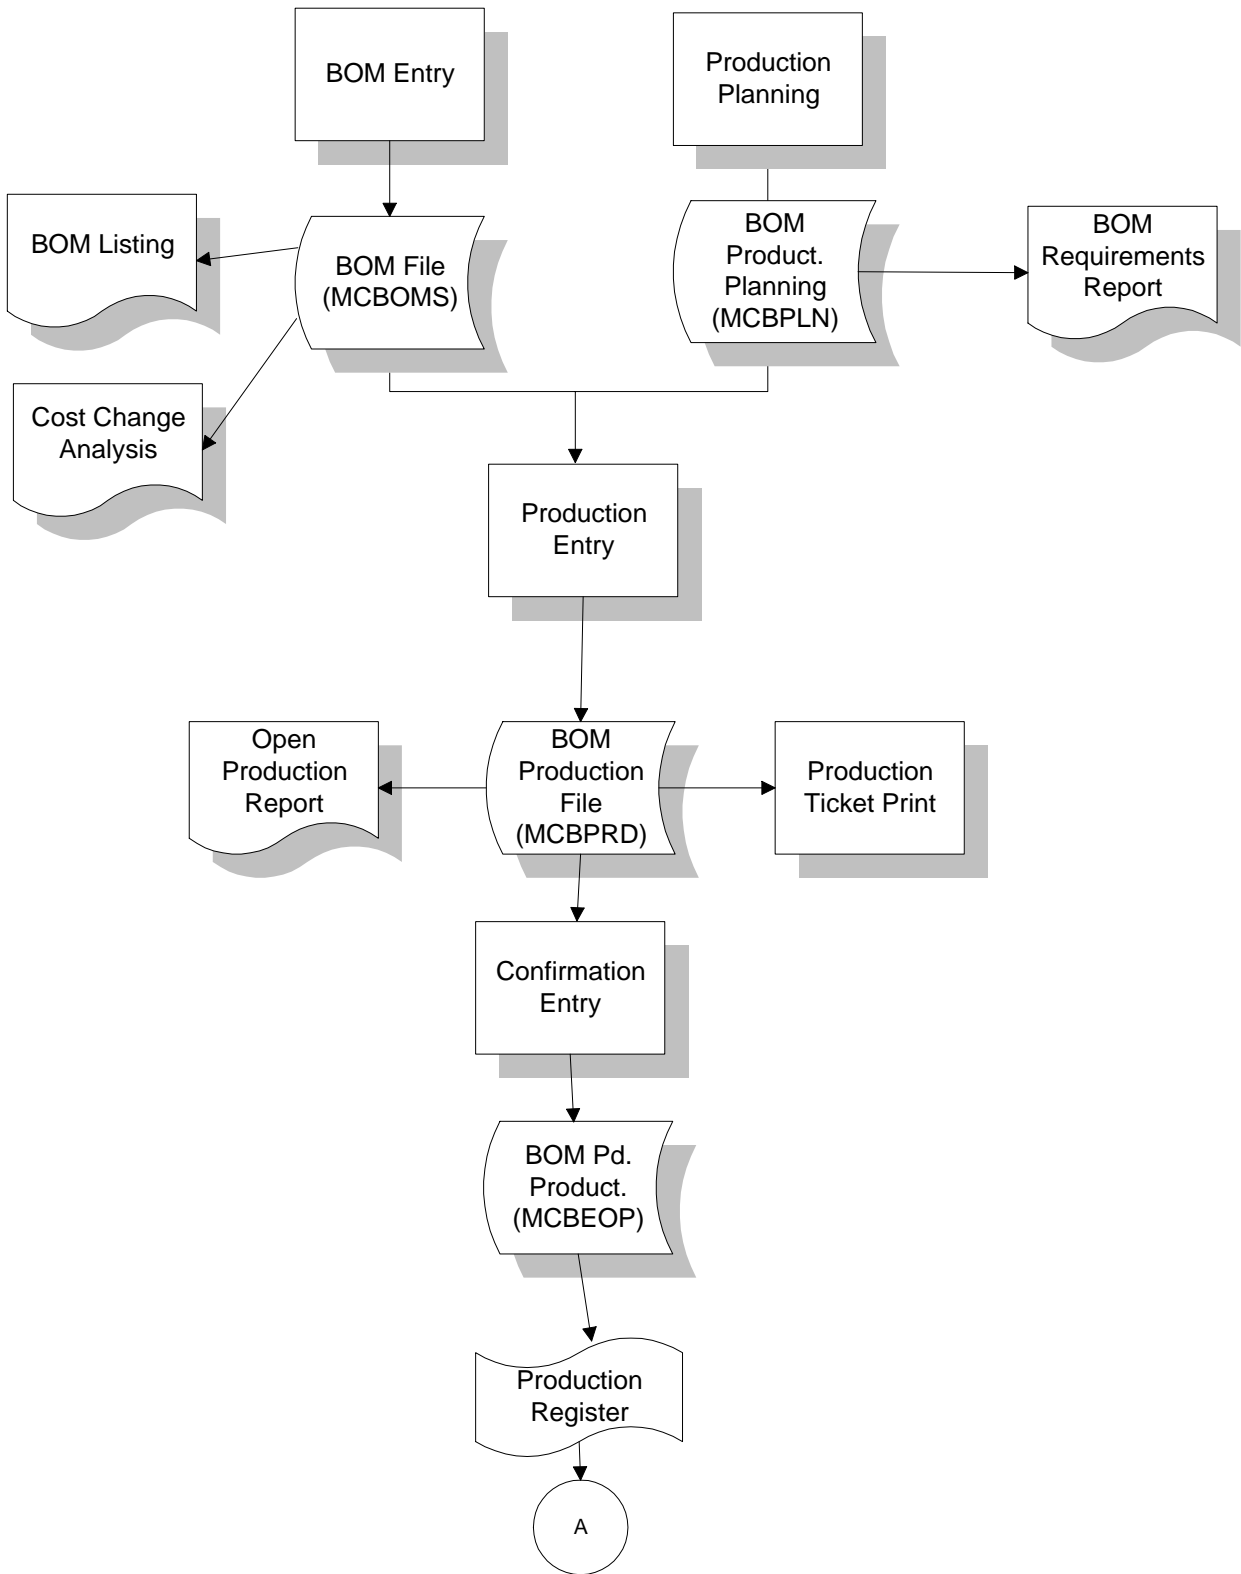 BOM Entry
Production
Planning
BOM Listing
BOM File
(MCBOMS)
BOM
Product.
Planning
(MCBPLN)
BOM
Requirements
Report
Cost Change
Analysis
Production
Entry
Open
Production
Report
BOM
Production
File
(MCBPRD)
Production
Ticket Print
Confirmation
Entry
BOM Pd.
Product.
(MCBEOP)
Production
Register
A